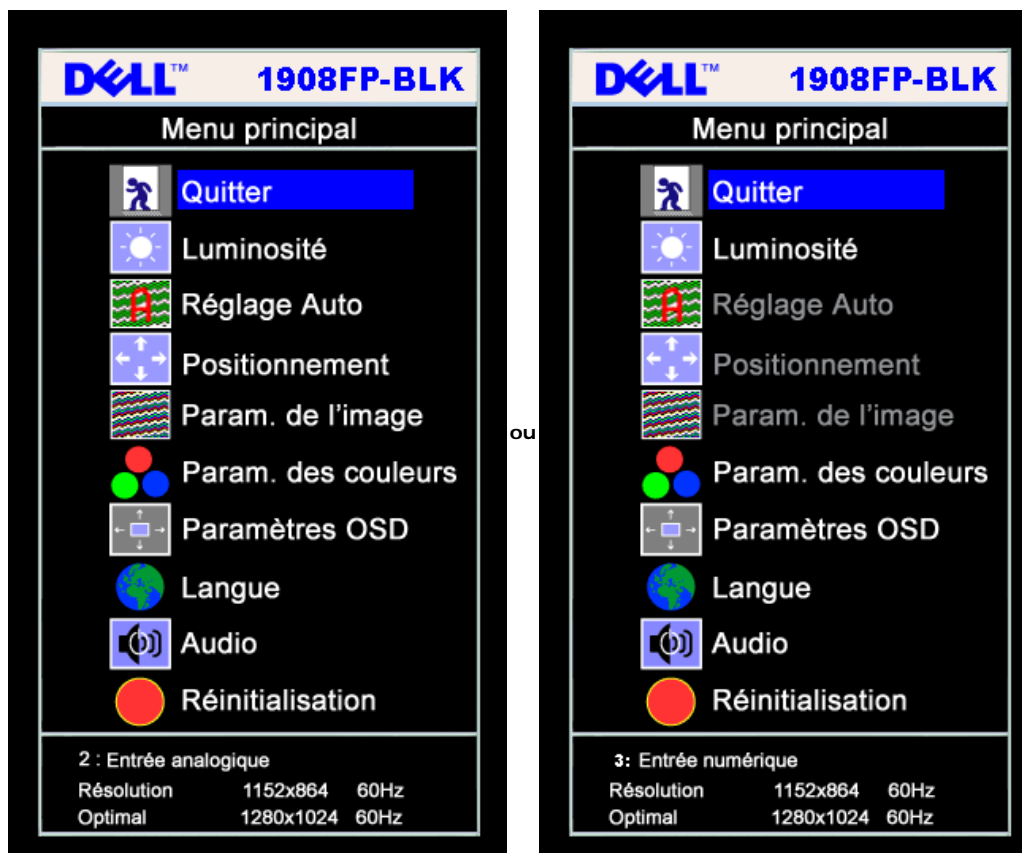 DELL™ 1908FP-BLK
Menu principal
Quitter
Luminosité
Réglage Auto
Positionnement
Param. de l'image
Param. des couleurs
Paramètres OSD
Langue
Audio
Réinitialisation
2 : Entrée analogique
Résolution 1152x864 60Hz
Optimal 1280x1024 60Hz
ou
DELL™ 1908FP-BLK
Menu principal
Quitter
Luminosité
Réglage Auto
Positionnement
Param. de l'image
Param. des couleurs
Paramètres OSD
Langue
Audio
Réinitialisation
3: Entrée numérique
Résolution 1152x864 60Hz
Optimal 1280x1024 60Hz